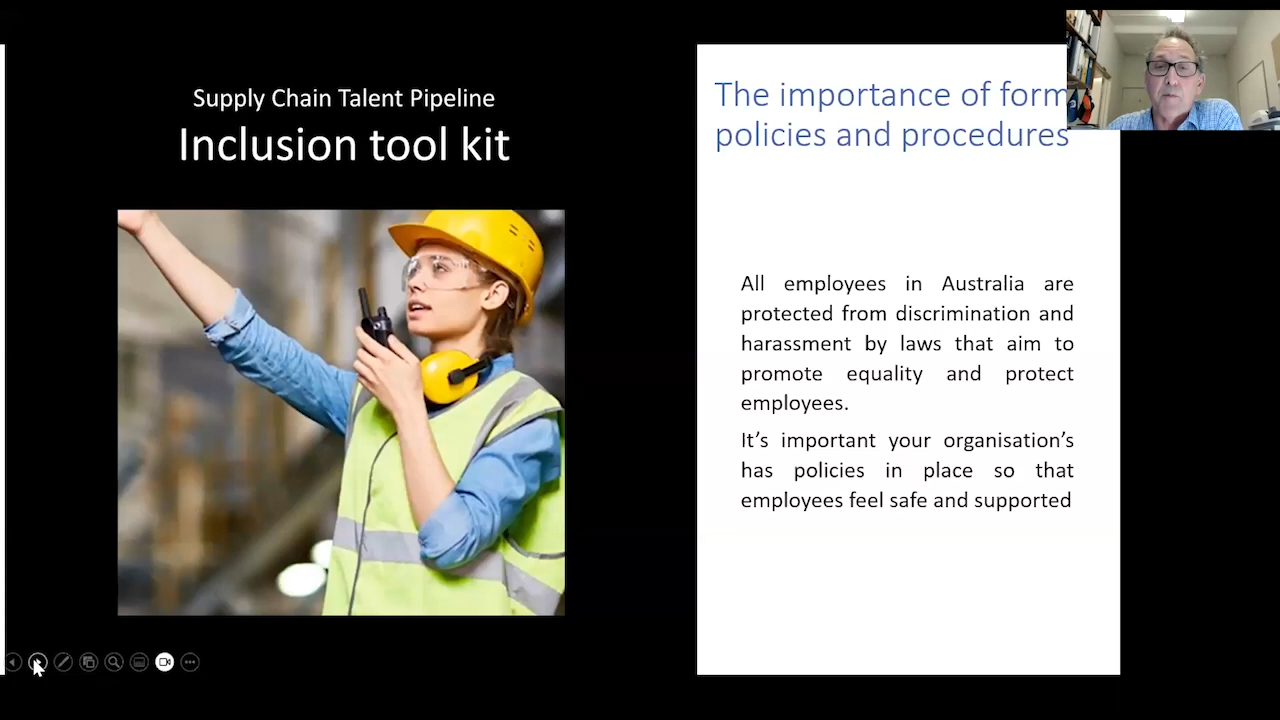 Supply Chain Talent Pipeline
Inclusion tool kit
The importance of form
policies and procedures
All employees in Australia are
protected from discrimination and
harassment by laws that aim to
promote equality and protect
employees.
It's important your organisation's
has policies in place so that
employees feel safe and supported